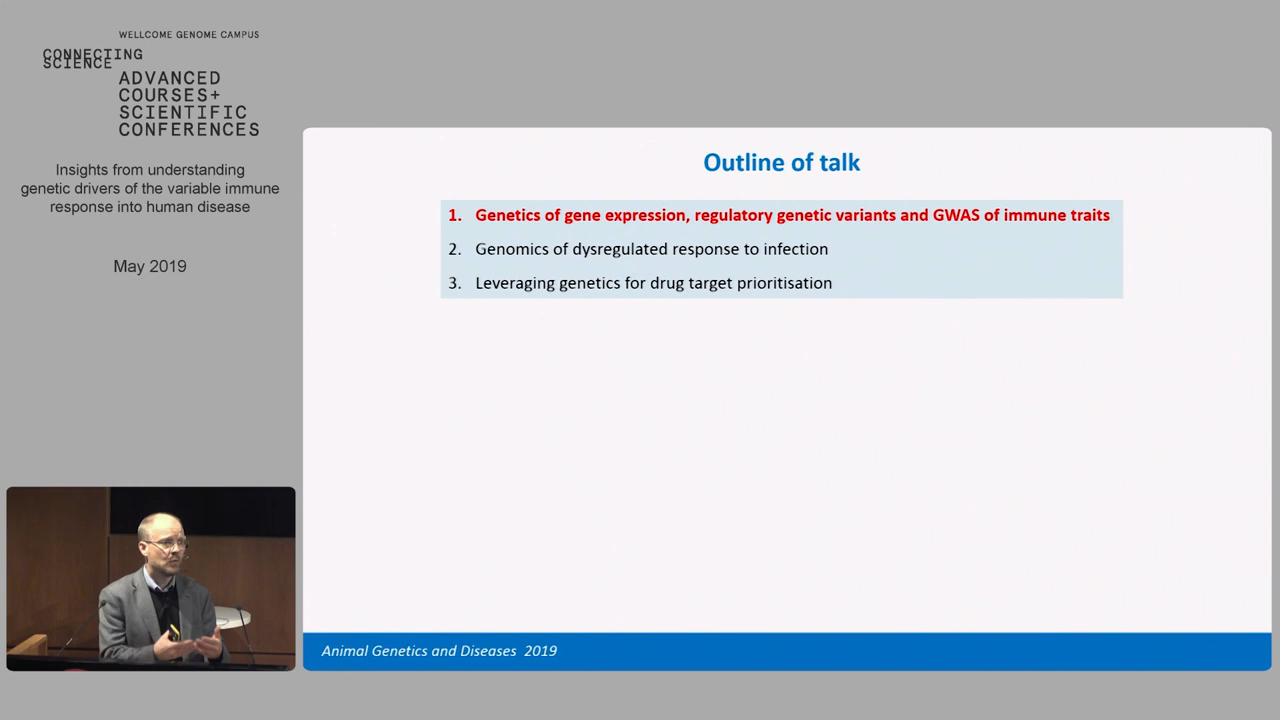 WELLCOME GENOME CAMPUS
CONNECTING
SCIENCE
ADVANCED
COURSES+
SCIENTIFIC
CONFERENCES
Insights from understanding
genetic drivers of the variable immune
response into human disease
May 2019
Outline of talk
1. Genetics of gene expression, regulatory genetic variants and GWAS of immune traits
2. Genomics of dysregulated response to infection
3. Leveraging genetics for drug target prioritisation
Animal Genetics and Diseases 2019